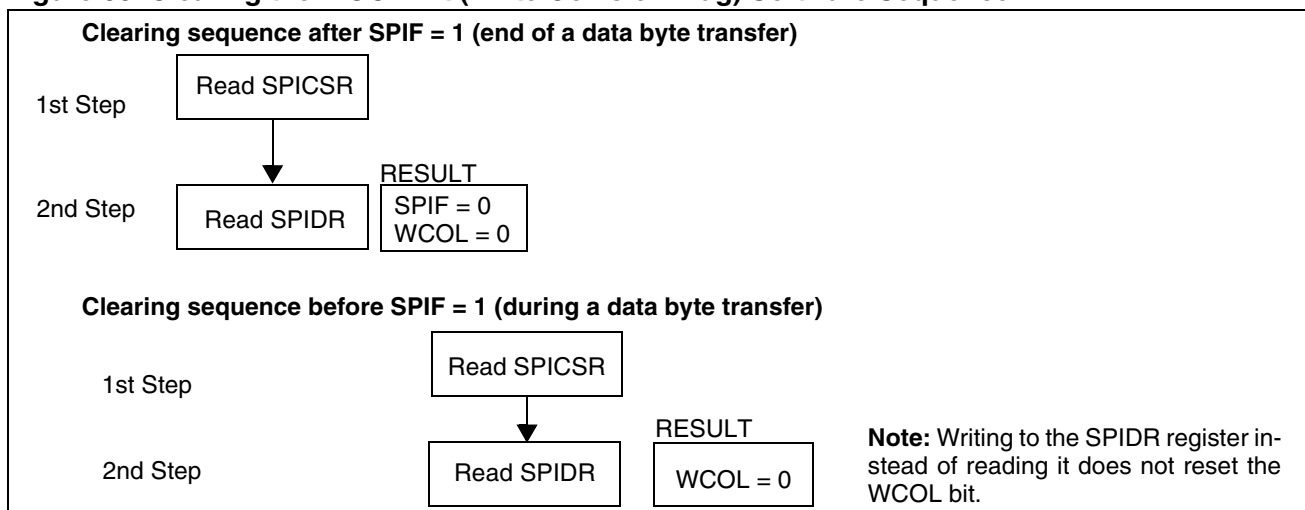 Clearing sequence after SPIF = 1 (end of a data byte transfer)
1st Step
Read SPICSR
RESULT
2nd Step
Read SPIDR
SPIF = 0
WCOL = 0
Clearing sequence before SPIF = 1 (during a data byte transfer)
1st Step
Read SPICSR
RESULT
2nd Step
Read SPIDR
WCOL = 0
Note: Writing to the SPIDR register in-
stead of reading it does not reset the
WCOL bit.